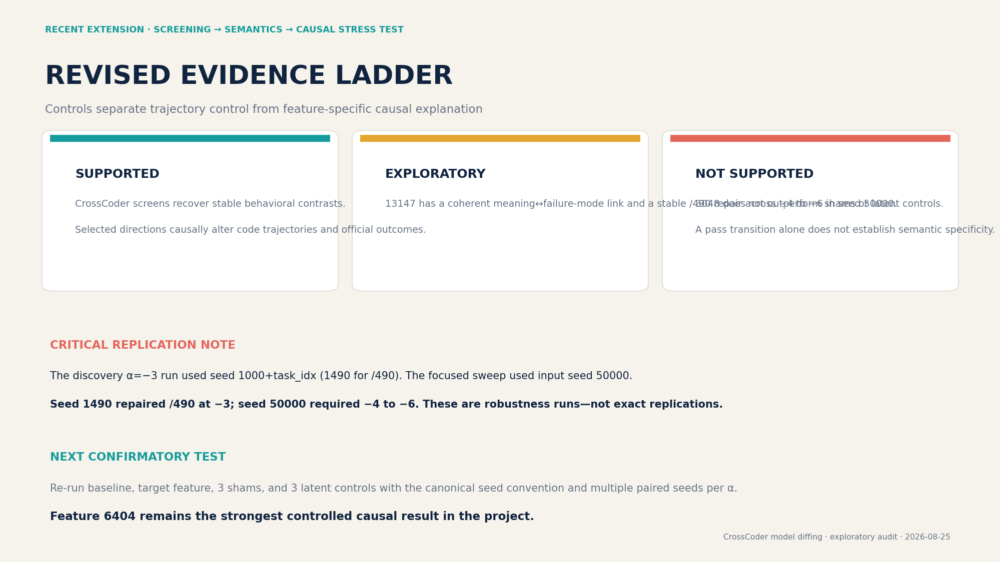 RECENT EXTENSION · SCREENING → SEMANTICS → CAUSAL STRESS TEST
REVISED EVIDENCE LADDER
Controls separate trajectory control from feature-specific causal explanation
SUPPORTED
CrossCoder screens recover stable behavioral contrasts.
Selected directions causally alter code trajectories and official outcomes.
EXPLORATORY
13147 has a coherent meaning↔failure-mode link and a stable /490 repair across −4 to −6 in seed 50000.
NOT SUPPORTED
does not outperform shams or latent controls.
A pass transition alone does not establish semantic specificity.
CRITICAL REPLICATION NOTE
The discovery α=−3 run used seed 1000+task_idx (1490 for /490). The focused sweep used input seed 50000.
Seed 1490 repaired /490 at −3; seed 50000 required −4 to −6. These are robustness runs—not exact replications.
NEXT CONFIRMATORY TEST
Re-run baseline, target feature, 3 shams, and 3 latent controls with the canonical seed convention and multiple paired seeds per α.
Feature 6404 remains the strongest controlled causal result in the project.
CrossCoder model diffing · exploratory audit · 2026-08-25